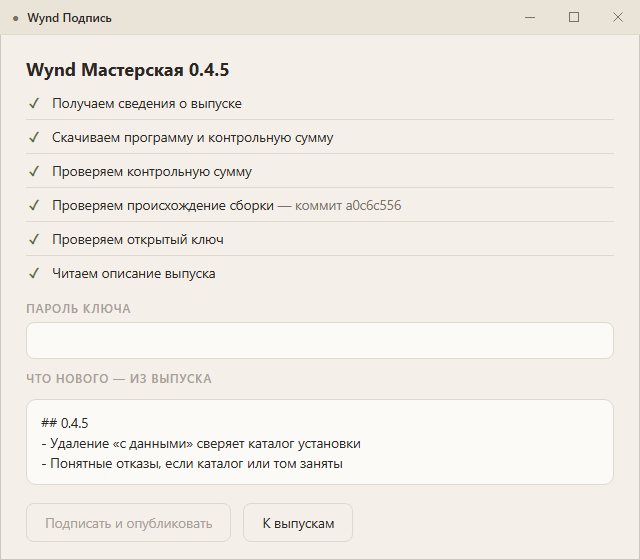 Wynd Подпись
Wynd Мастерская 0.4.5
✓ Получаем сведения о выпуске
✓ Скачиваем программу и контрольную сумму
✓ Проверяем контрольную сумму
✓ Проверяем происхождение сборки — коммит a0c6c556
✓ Проверяем открытый ключ
✓ Читаем описание выпуска
ПАРОЛЬ КЛЮЧА
ЧТО НОВОГО — ИЗ ВЫПУСКА
## 0.4.5
- Удаление «с данными» сверяет каталог установки
- Понятные отказы, если каталог или том заняты
Подписать и опубликовать
К выпускам